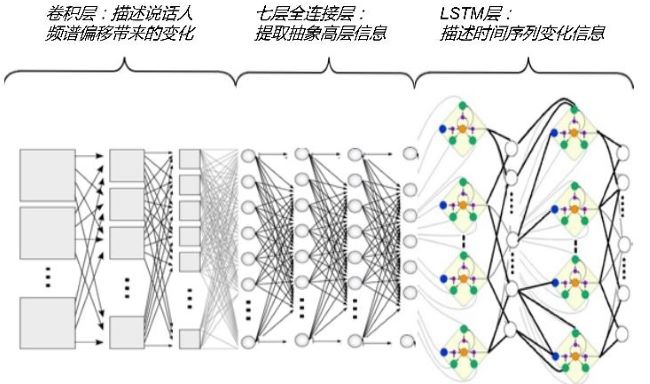 卷积层：描述说话人
频谱偏移带来的变化
七层全连接层：
提取抽象高层信息
LSTM层：
描述时间序列变化信息